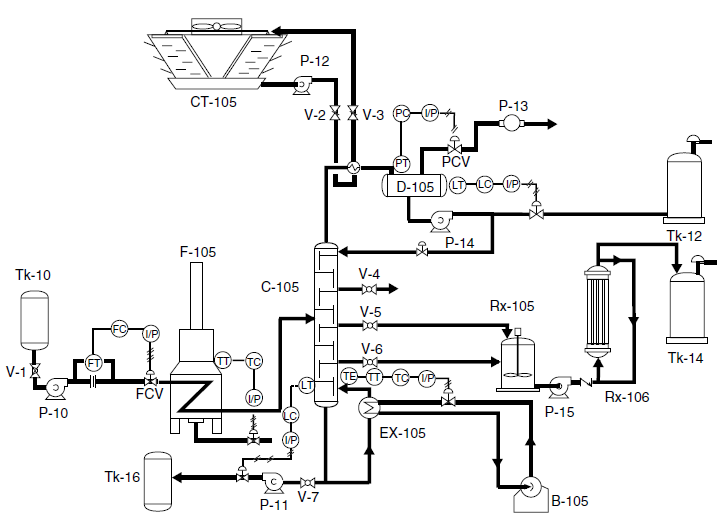 P-12
CT-105
V-2
V-3
PC
I/P
P-13
PT
PCV
D-105
LT
LC
I/P
P-14
Tk-12
F-105
C-105
V-4
Tk-10
V-5
Rx-105
FC
I/P
V-1
FT
TT
TC
V-6
Tk-14
LT
TE
TT
TC
I/P
P-10
FCV
I/P
P-15
Rx-106
LC
EX-105
I/P
Tk-16
P-11
V-7
B-105